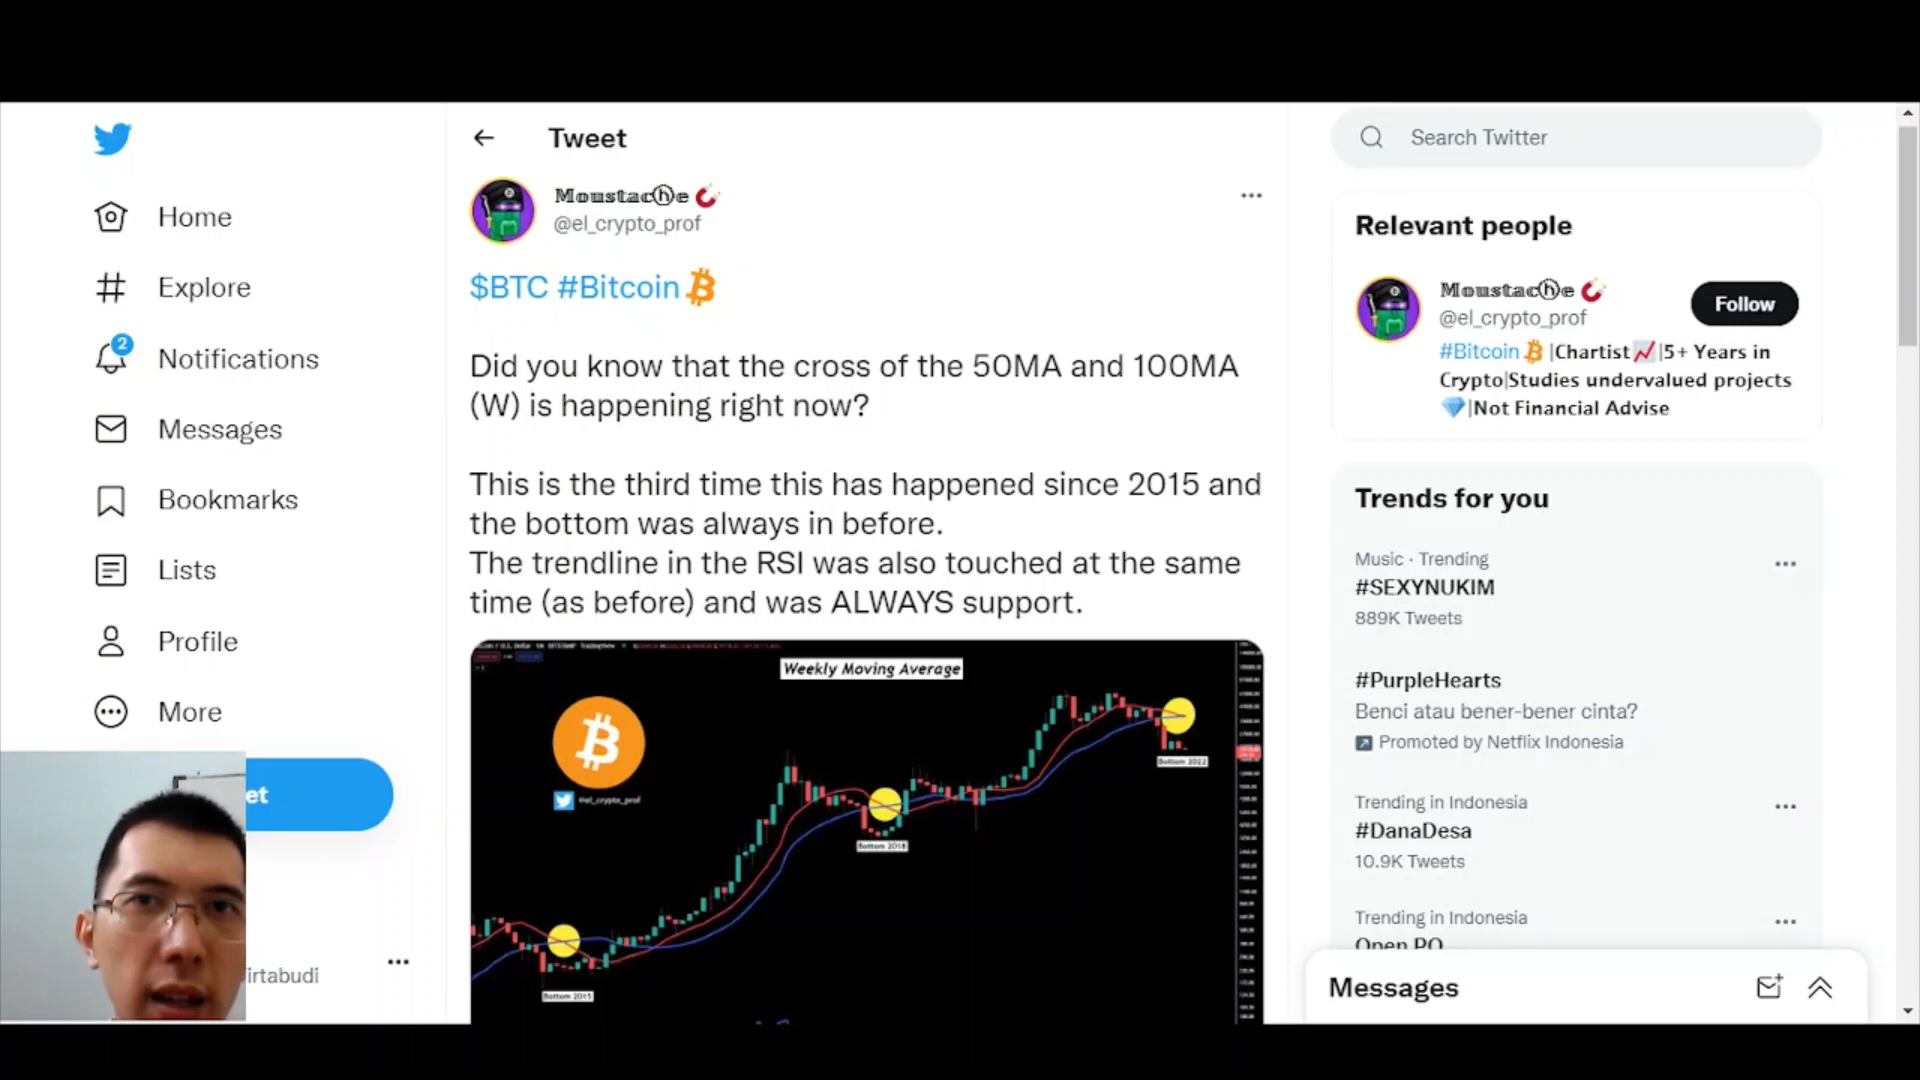 Home
Explore
2
Notifications
Messages
Bookmarks
Lists
Profile
More
et
irtabudi
Tweet
Moustacⓗe
@el_crypto_prof
$BTC #Bitcoin
Did you know that the cross of the 50MA and 100MA
(W) is happening right now?
This is the third time this has happened since 2015 and
the bottom was always in before.
The trendline in the RSI was also touched at the same
time (as before) and was ALWAYS support.
Weekly Moving Average
@el_crypto_prof
Bottom 2015
Bottom 2018
Bottom 2022
Search Twitter
Relevant people
Moustacⓗe
@el_crypto_prof
Follow
#Bitcoin |Chartist |5+ Years in
Crypto|Studies undervalued projects
|Not Financial Advise
Trends for you
Music · Trending
#SEXYNUKIM
889K Tweets
#PurpleHearts
Benci atau bener-bener cinta?
Promoted by Netflix Indonesia
Trending in Indonesia
#DanaDesa
10.9K Tweets
Trending in Indonesia
Open PO
Messages